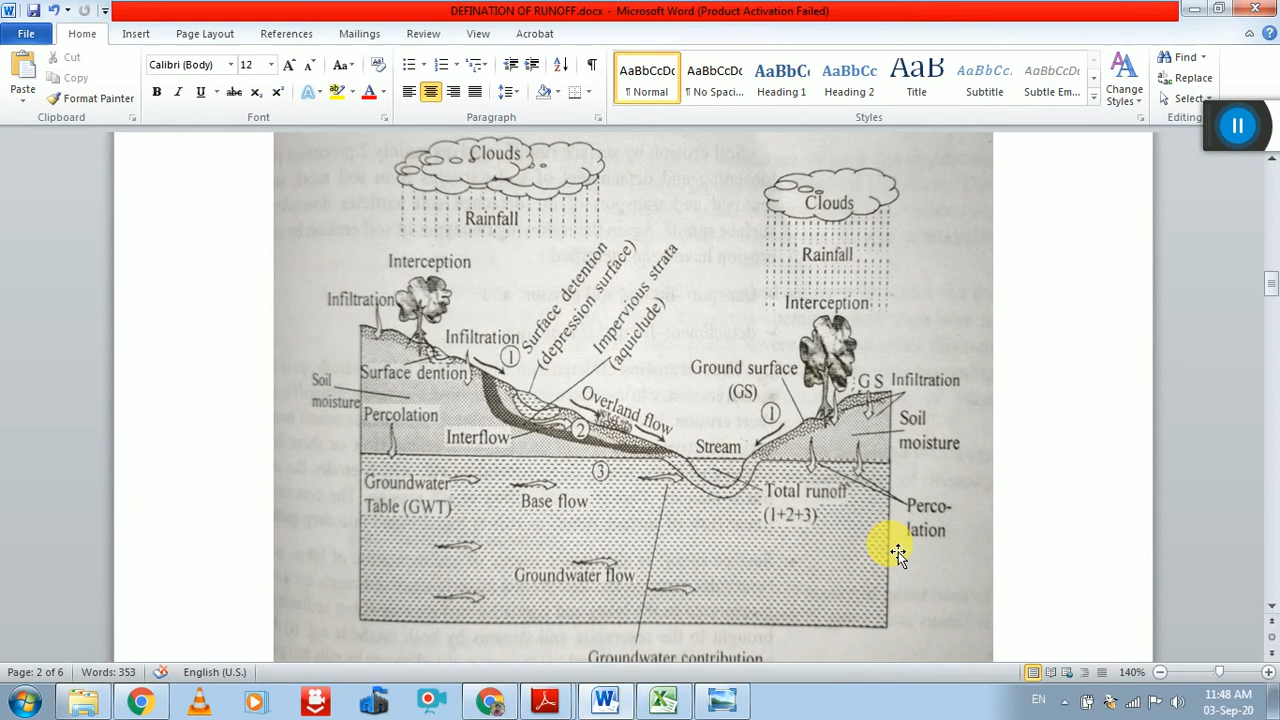 DEFINATION OF RUNOFF.docx - Microsoft Word (Product Activation Failed)
File Home Insert Page Layout References Mailings Review View Acrobat
Cut
Copy
Format Painter
Paste
Clipboard
Calibri (Body) 12
Font
Paragraph
AaBbCcDc AaBbCcDc AaBbCc AaBbCc AaB AaBbCcL AaBbCcDc
¶ Normal ¶ No Spaci... Heading 1 Heading 2 Title Subtitle Subtle Em...
Styles
Change
Styles
Find
Replace
Select
Editing
Clouds
Rainfall
Clouds
Rainfall
Interception
Interception
Infiltration
Infiltration
1
Surface detention
(depression surface)
Impervious strata
(aquiclude)
Surface dention
Soil
moisture
Percolation
Interflow
Overland flow
2
3
Ground surface
(GS)
1
G S
Infiltration
Soil
moisture
Stream
Groundwater
Table (GWT)
Base flow
Total runoff
(1+2+3)
Perco-
lation
Groundwater flow
Groundwater contribution
Page: 2 of 6 Words: 353 English (U.S.) 140%
EN
11:48 AM
03-Sep-20